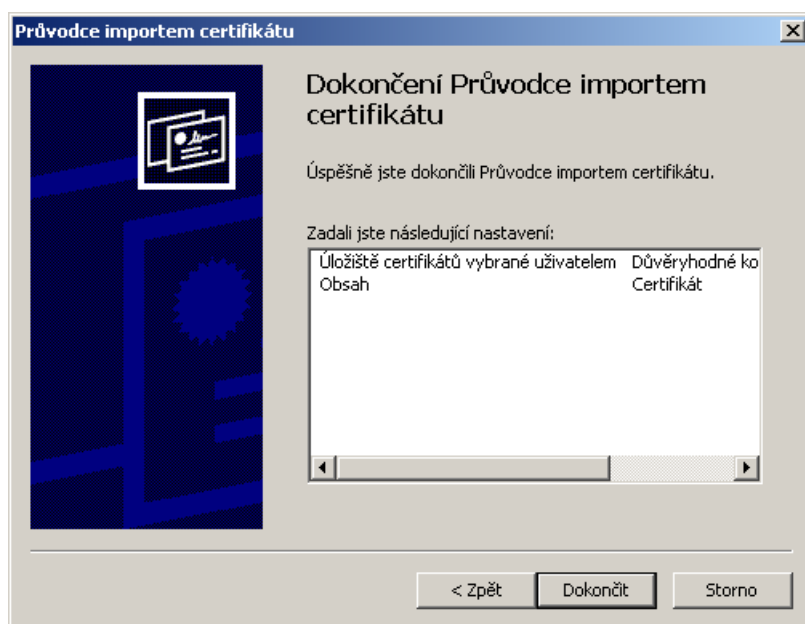 Průvodce importem certifikátu
Dokončení Průvodce importem
certifikátu
Úspěšně jste dokončili Průvodce importem certifikátu.
Zadali jste následující nastavení:
Úložiště certifikátů vybrané uživatelem Důvěryhodné ko
Obsah Certifikát
< Zpět Dokončit Storno